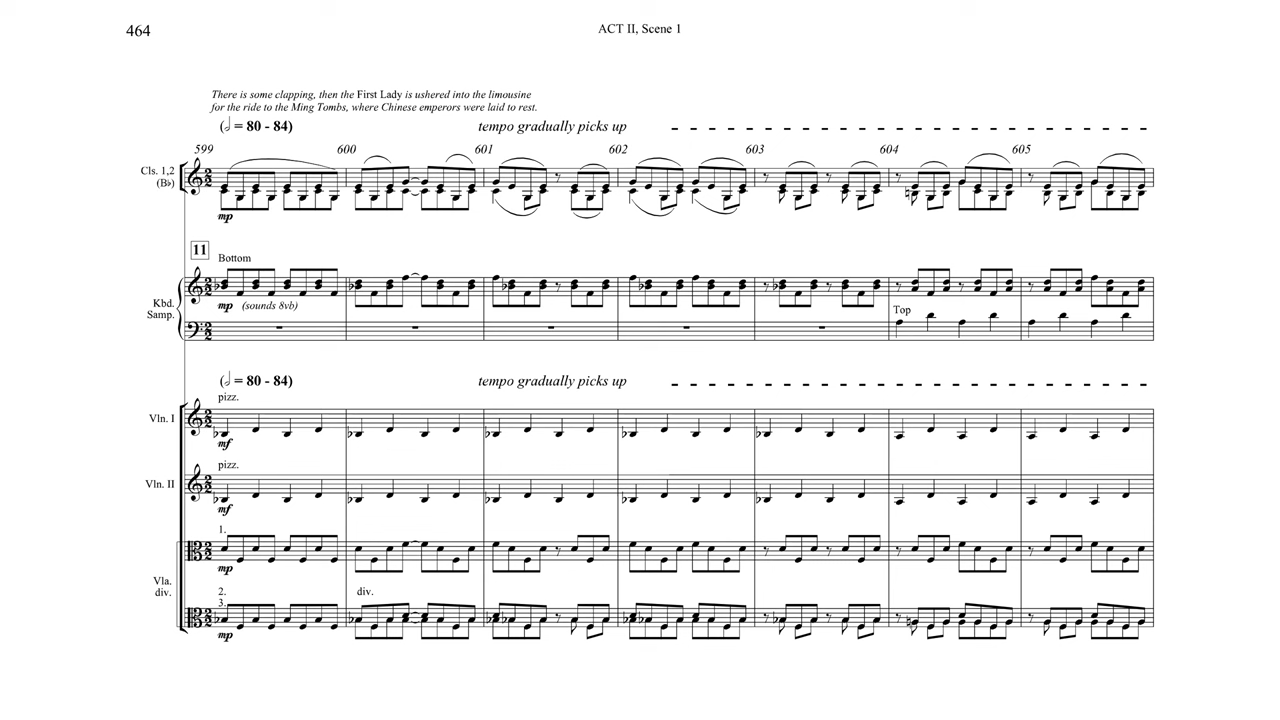 464
ACT II, Scene 1
There is some clapping, then the First Lady is ushered into the limousine
for the ride to the Ming Tombs, where Chinese emperors were laid to rest.
(𝅗𝅥 = 80 - 84) tempo gradually picks up
599 600 601 602 603 604 605
Cls. 1,2
(B♭)
mp
11
Bottom
Kbd.
Samp.
mp (sounds 8vb)
Top
(𝅗𝅥 = 80 - 84) tempo gradually picks up
pizz.
Vln. I
mf
pizz.
Vln. II
mf
1.
mp
Vla.
div.
2. div.
3.
mp